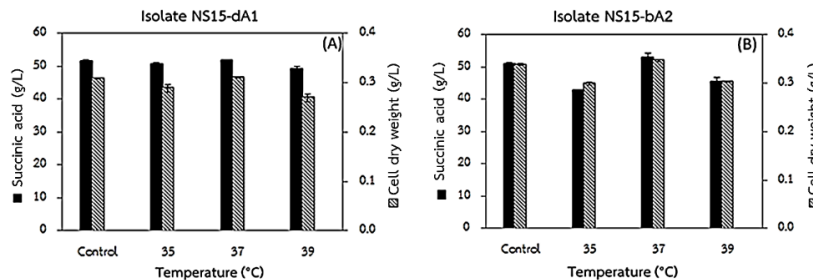 Isolate NS15-dA1
(A)
60
50
40
30
20
10
0
Succinic acid (g/L)
0.4
0.3
0.2
0.1
0.0
Cell dry weight (g/L)
Control 35 37 39
Temperature (°C)
Isolate NS15-bA2
(B)
60
50
40
30
20
10
0
Succinic acid (g/L)
0.4
0.3
0.2
0.1
0.0
Cell dry weight (g/L)
Control 35 37 39
Temperature (°C)